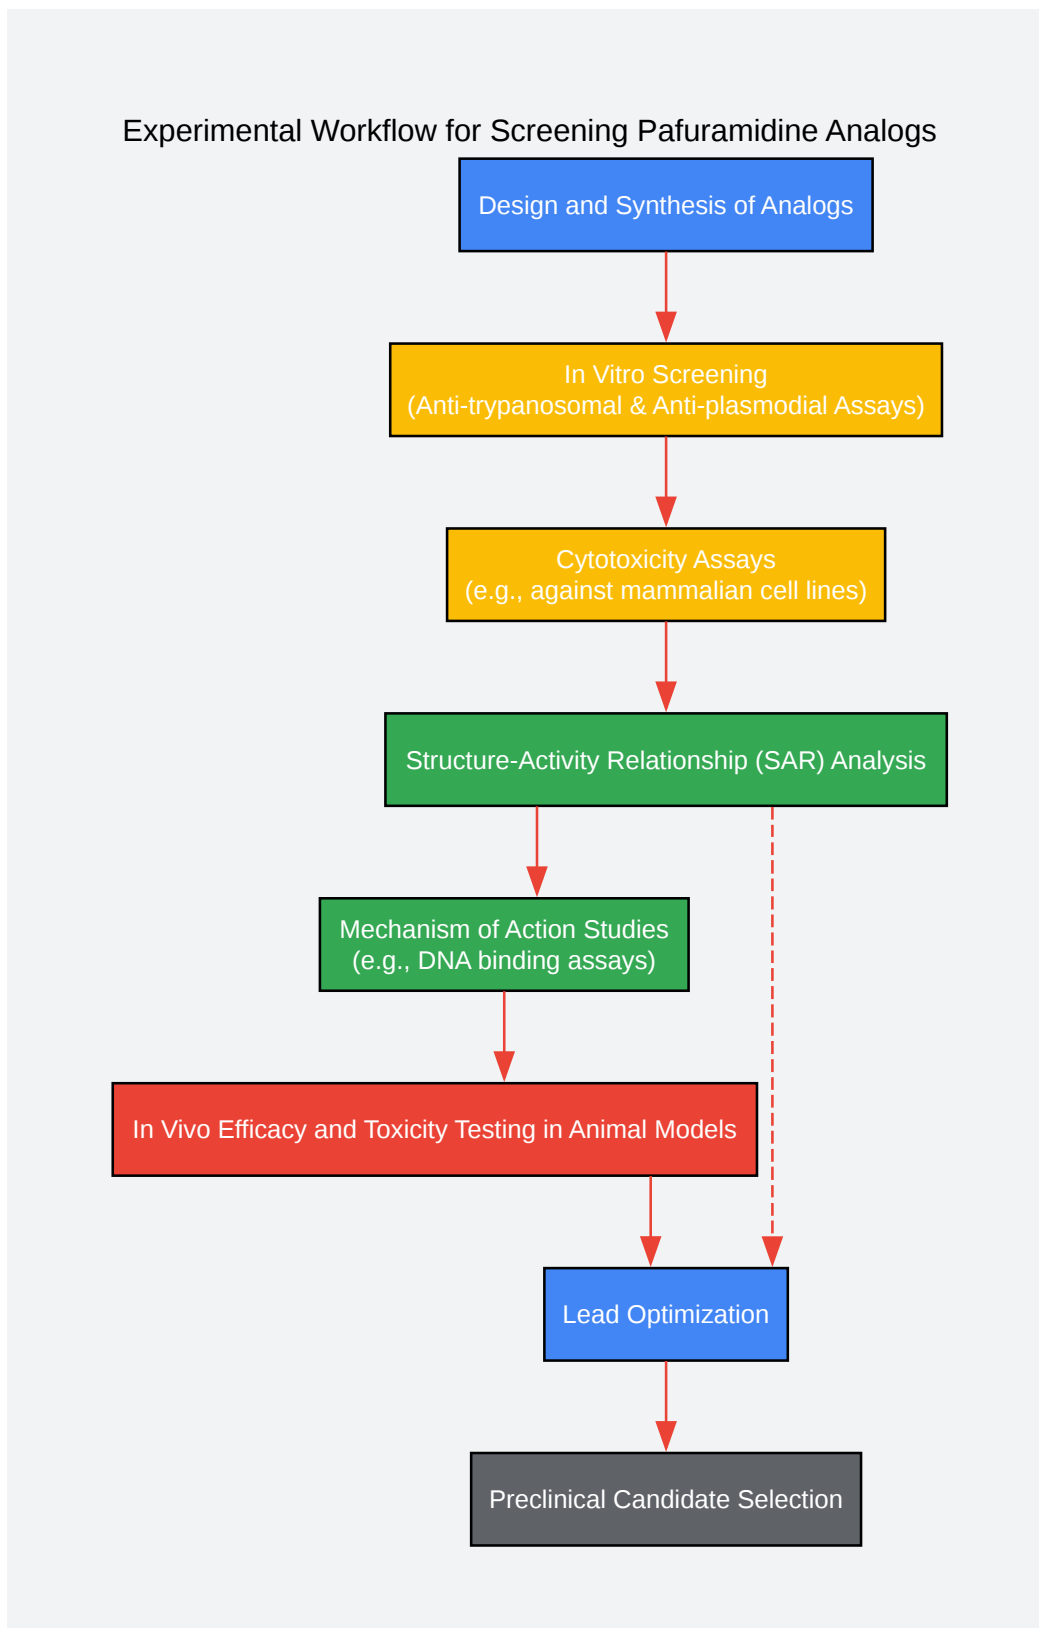 Experimental Workflow for Screening Pafuramidine Analogs
Design and Synthesis of Analogs
In Vitro Screening
(Anti-trypanosomal & Anti-plasmodial Assays)
Cytotoxicity Assays
(e.g., against mammalian cell lines)
Structure-Activity Relationship (SAR) Analysis
Mechanism of Action Studies
(e.g., DNA binding assays)
In Vivo Efficacy and Toxicity Testing in Animal Models
Lead Optimization
Preclinical Candidate Selection